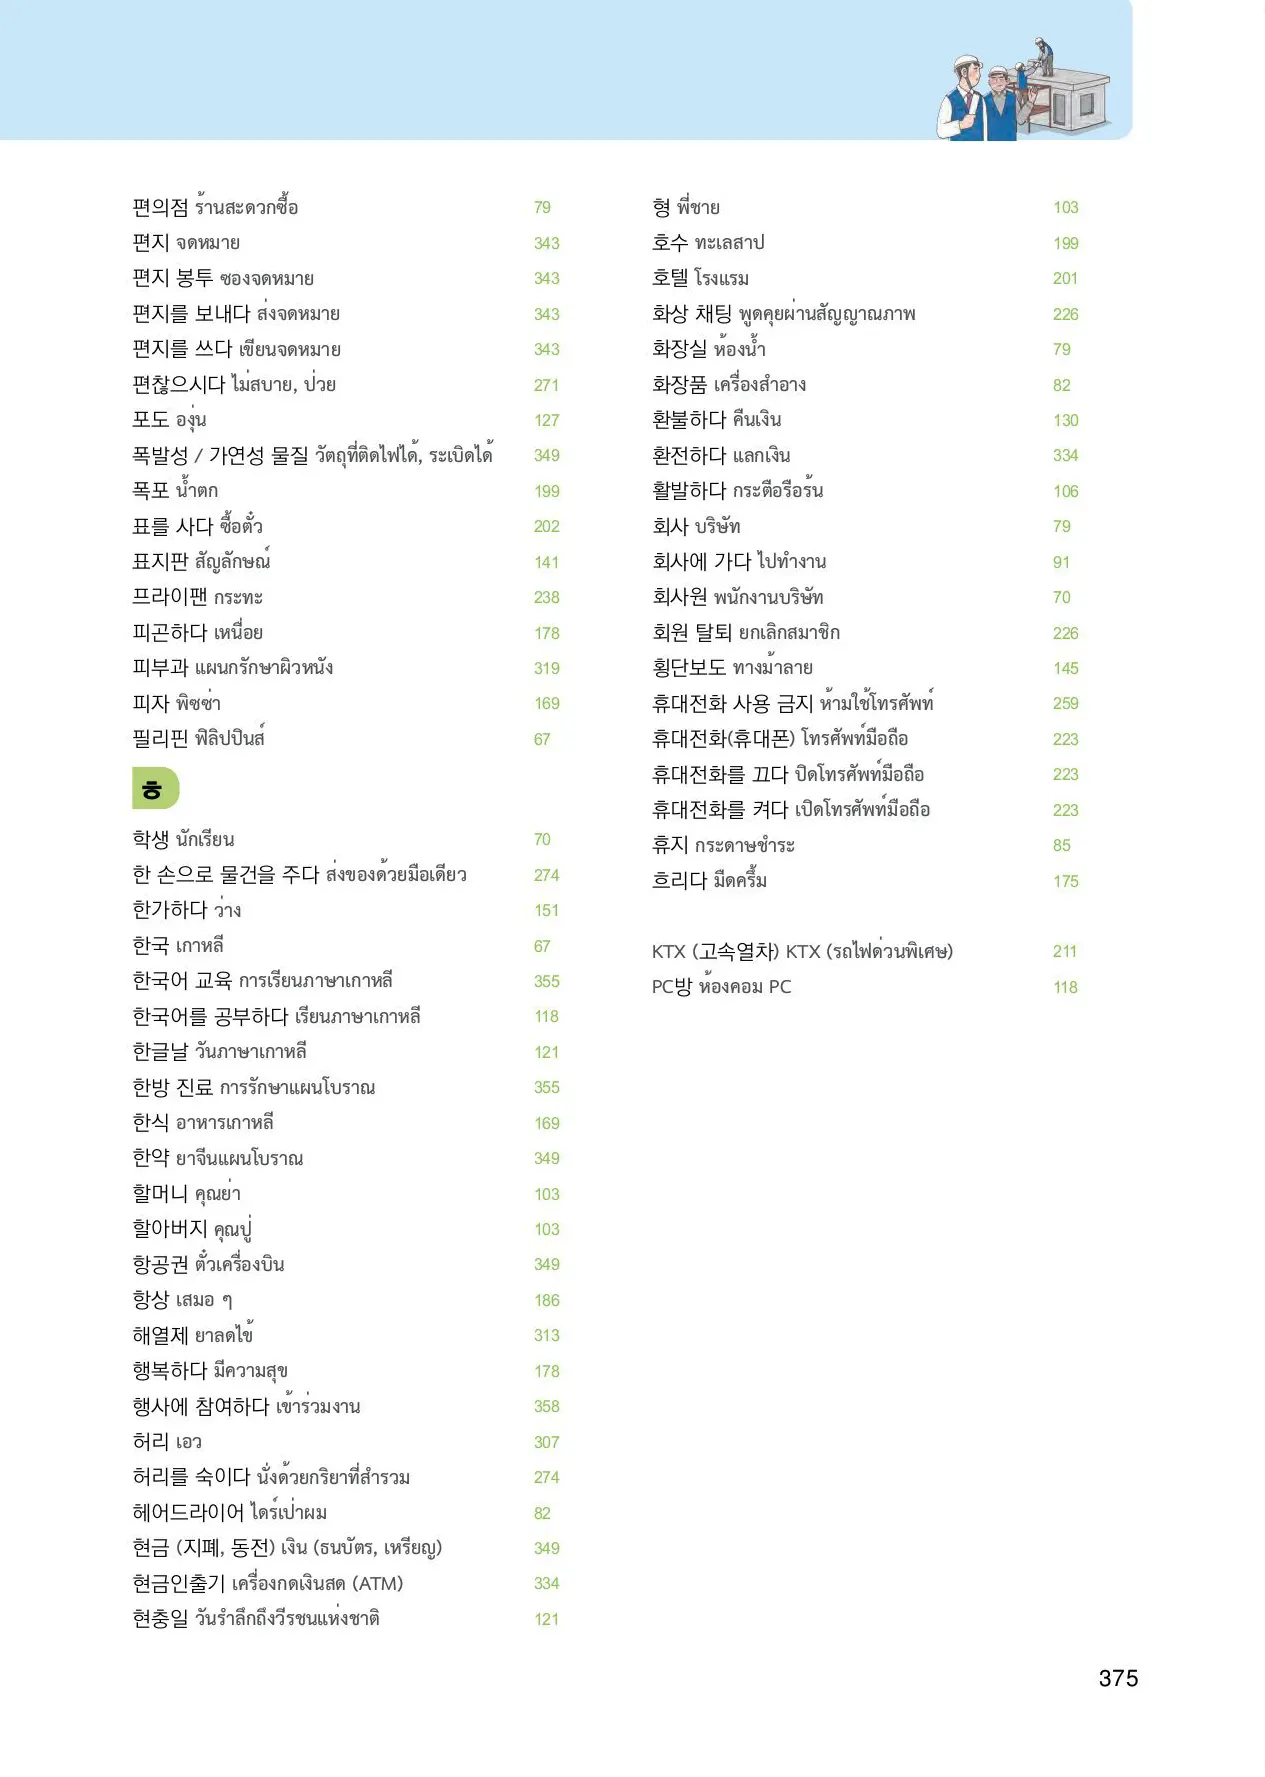 편의점 ร้านสะดวกซื้อ 79
편지 จดหมาย 343
편지 봉투 ซองจดหมาย 343
편지를 보내다 ส่งจดหมาย 343
편지를 쓰다 เขียนจดหมาย 343
편찮으시다 ไม่สบาย, ป่วย 271
포도 องุ่น 127
폭발성 / 가연성 물질 วัตถุที่ติดไฟได้, ระเบิดได้ 349
폭포 น้ำตก 199
표를 사다 ซื้อตั๋ว 202
표지판 สัญลักษณ์ 141
프라이팬 กระทะ 238
피곤하다 เหนื่อย 178
피부과 แผนกรักษาผิวหนัง 319
피자 พิซซ่า 169
필리핀 ฟิลิปปินส์ 67
ㅎ
학생 นักเรียน 70
한 손으로 물건을 주다 ส่งของด้วยมือเดียว 274
한가하다 ว่าง 151
한국 เกาหลี 67
한국어 교육 การเรียนภาษาเกาหลี 355
한국어를 공부하다 เรียนภาษาเกาหลี 118
한글날 วันภาษาเกาหลี 121
한방 진료 การรักษาแผนโบราณ 355
한식 อาหารเกาหลี 169
한약 ยาจีนแผนโบราณ 349
할머니 คุณย่า 103
할아버지 คุณปู่ 103
항공권 ตั๋วเครื่องบิน 349
항상 เสมอ ๆ 186
해열제 ยาลดไข้ 313
행복하다 มีความสุข 178
행사에 참여하다 เข้าร่วมงาน 358
허리 เอว 307
허리를 숙이다 นั่งด้วยกริยาที่สำรวม 274
헤어드라이어 ไดร์เป่าผม 82
현금 (지폐, 동전) เงิน (ธนบัตร, เหรียญ) 349
현금인출기 เครื่องกดเงินสด (ATM) 334
현충일 วันรำลึกถึงวีรชนแห่งชาติ 121
형 พี่ชาย 103
호수 ทะเลสาป 199
호텔 โรงแรม 201
화상 채팅 พูดคุยผ่านสัญญาณภาพ 226
화장실 ห้องน้ำ 79
화장품 เครื่องสำอาง 82
환불하다 คืนเงิน 130
환전하다 แลกเงิน 334
활발하다 กระตือรือร้น 106
회사 บริษัท 79
회사에 가다 ไปทำงาน 91
회사원 พนักงานบริษัท 70
회원 탈퇴 ยกเลิกสมาชิก 226
횡단보도 ทางม้าลาย 145
휴대전화 사용 금지 ห้ามใช้โทรศัพท์ 259
휴대전화(휴대폰) โทรศัพท์มือถือ 223
휴대전화를 끄다 ปิดโทรศัพท์มือถือ 223
휴대전화를 켜다 เปิดโทรศัพท์มือถือ 223
휴지 กระดาษชำระ 85
흐리다 มืดครึ้ม 175
KTX (고속열차) KTX (รถไฟด่วนพิเศษ) 211
PC방 ห้องคอม PC 118
375